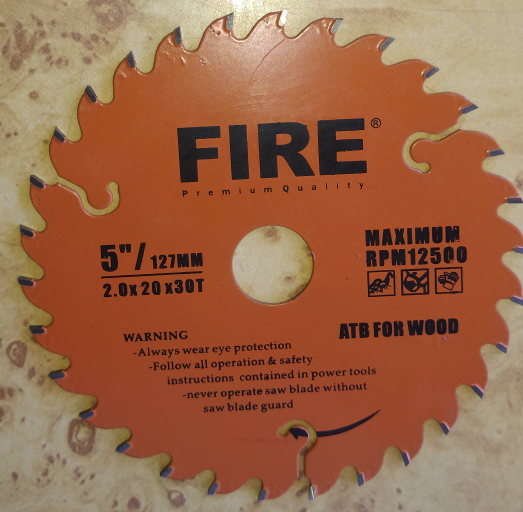 FIRE®
Premium Quality
5"/ 127MM
2.0x20x30T
MAXIMUM
RPM12500
ATB FOR WOOD
WARNING
-Always wear eye protection
-Follow all operation & safety
instructions contained in power tools
-never operate saw blade without
saw blade guard